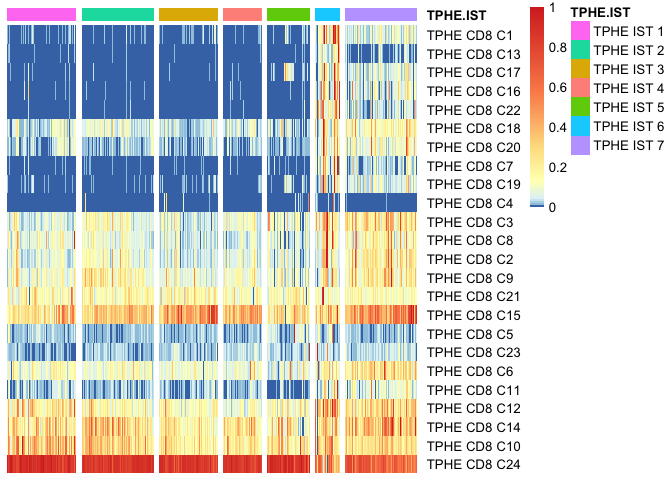 TPHE.IST
TPHE CD8 C1
TPHE CD8 C13
TPHE CD8 C17
TPHE CD8 C16
TPHE CD8 C22
TPHE CD8 C18
TPHE CD8 C20
TPHE CD8 C7
TPHE CD8 C19
TPHE CD8 C4
TPHE CD8 C3
TPHE CD8 C8
TPHE CD8 C2
TPHE CD8 C9
TPHE CD8 C21
TPHE CD8 C15
TPHE CD8 C5
TPHE CD8 C23
TPHE CD8 C6
TPHE CD8 C11
TPHE CD8 C12
TPHE CD8 C14
TPHE CD8 C10
TPHE CD8 C24
1
0.8
0.6
0.4
0.2
0
TPHE.IST
TPHE IST 1
TPHE IST 2
TPHE IST 3
TPHE IST 4
TPHE IST 5
TPHE IST 6
TPHE IST 7